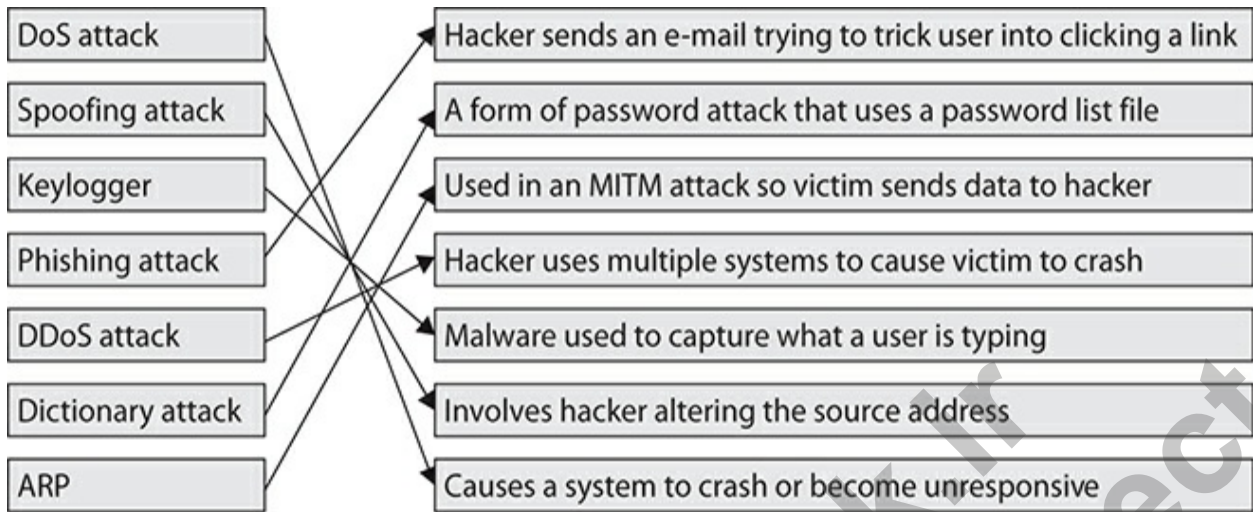 DoS attack
Hacker sends an e-mail trying to trick user into clicking a link
Spoofing attack
A form of password attack that uses a password list file
Keylogger
Used in an MITM attack so victim sends data to hacker
Phishing attack
Hacker uses multiple systems to cause victim to crash
DDoS attack
Malware used to capture what a user is typing
Dictionary attack
Involves hacker altering the source address
ARP
Causes a system to crash or become unresponsive